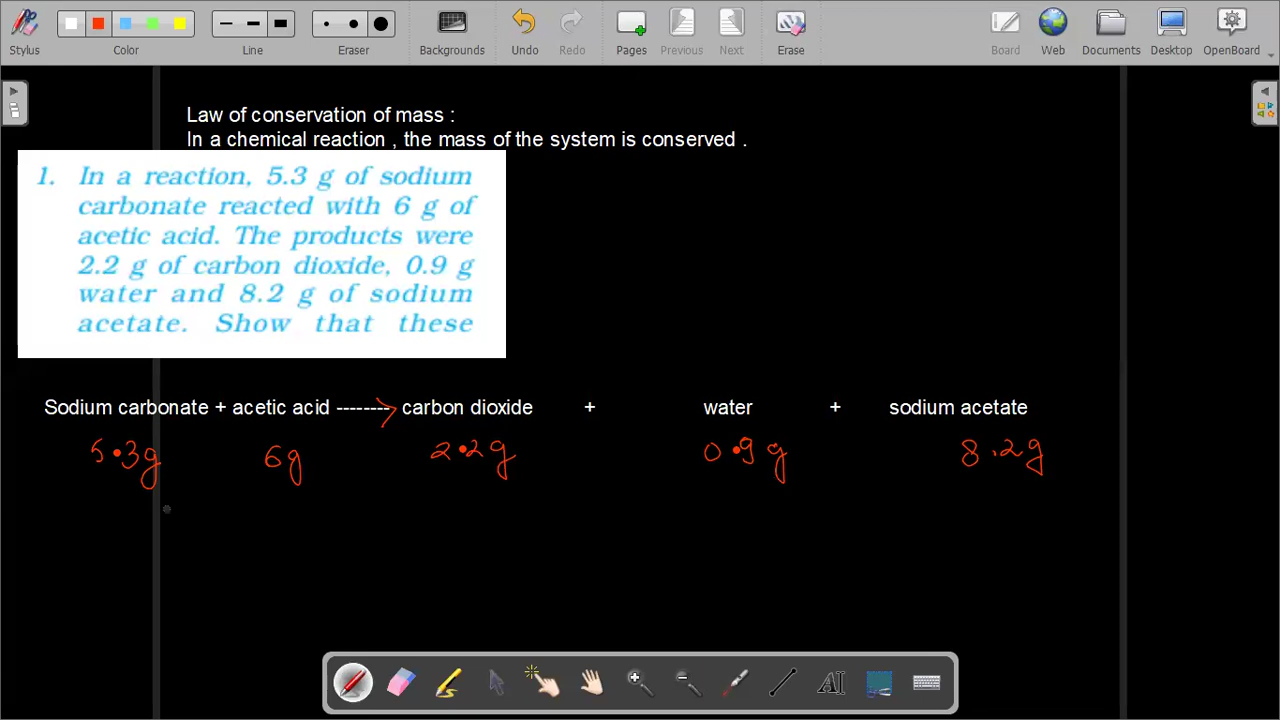 Stylus
Color
Line
Eraser
Backgrounds
Undo
Redo
Pages
Previous
Next
Erase
Board
Web
Documents
Desktop
OpenBoard
Law of conservation of mass :
In a chemical reaction , the mass of the system is conserved .
1. In a reaction, 5.3 g of sodium
carbonate reacted with 6 g of
acetic acid. The products were
2.2 g of carbon dioxide, 0.9 g
water and 8.2 g of sodium
acetate. Show that these
Sodium carbonate + acetic acid --------> carbon dioxide + water + sodium acetate
5.3g 6g 2.2g 0.9g 8.2g
AI